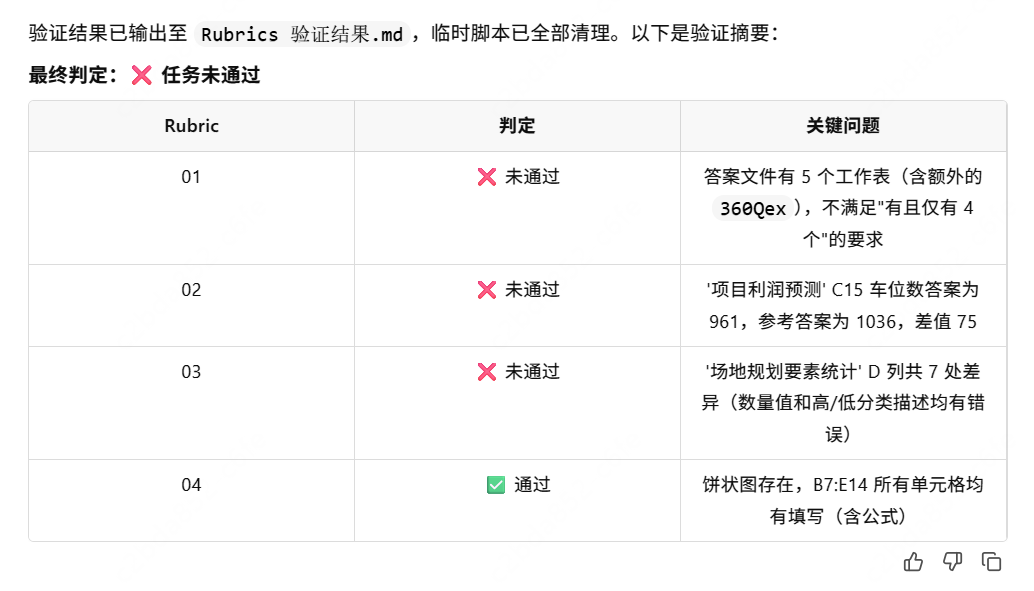 验证结果已输出至 Rubrics 验证结果.md ，临时脚本已全部清理。以下是验证摘要：
最终判定：❌ 任务未通过
Rubric 判定 关键问题
01 ❌ 未通过 答案文件有 5 个工作表（含额外的
360Qex ），不满足"有且仅有 4
个"的要求
02 ❌ 未通过 '项目利润预测' C15 车位数答案为
961，参考答案为 1036，差值 75
03 ❌ 未通过 '场地规划要素统计' D 列共 7 处差
异（数量值和高/低分类描述均有错
误）
04 ✅ 通过 饼状图存在，B7:E14 所有单元格均
有填写（含公式）